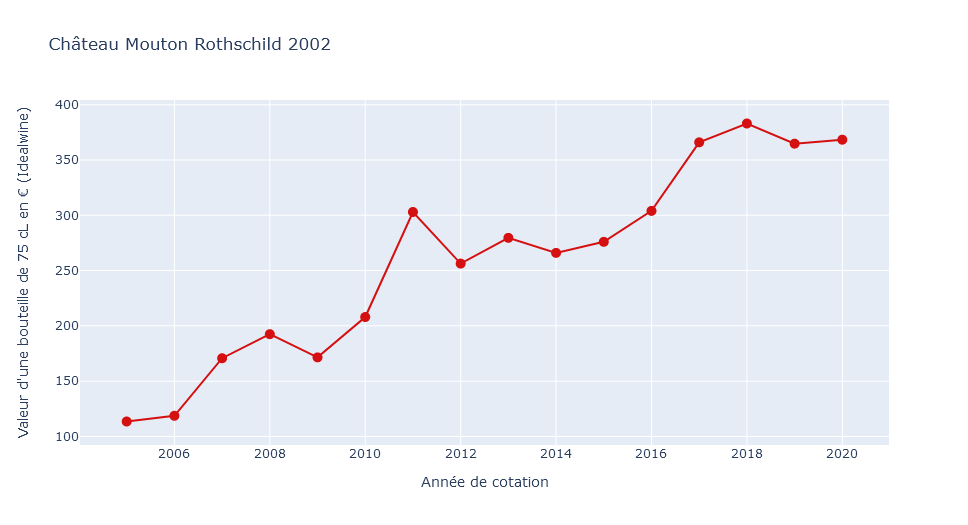 Château Mouton Rothschild 2002
Valeur d'une bouteille de 75 cL en € (Idealwine)
400
350
300
250
200
150
100
2006 2008 2010 2012 2014 2016 2018 2020
Année de cotation